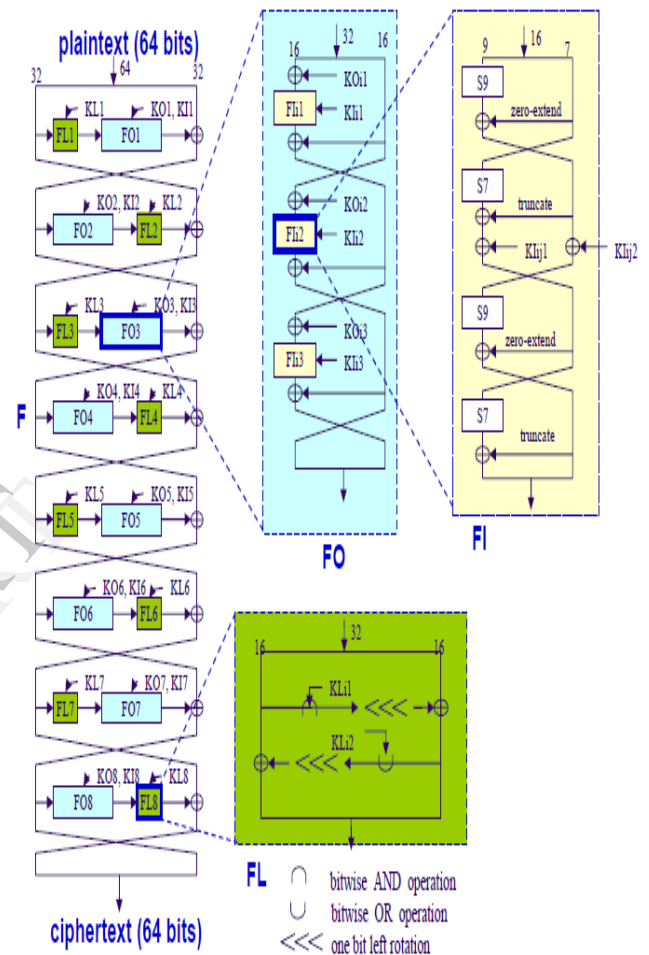 plaintext (64 bits)
32 64 32
KL1 KO1, KI1
FL1 FO1
KO2, KI2 KL2
FO2 FL2
KL3 KO3, KI3
FL3 FO3
KO4, KI4 KL4
F
FO4 FL4
KL5 KO5, KI5
FL5 FO5
KO6, KI6 KL6
FO6 FL6
KL7 KO7, KI7
FL7 FO7
KO8, KI8 KL8
FO8 FL8
ciphertext (64 bits)
16 32 16
KOi1
FIi1 KIi1
KOi2
FIi2 KIi2
KOi3
FIi3 KIi3
FO
9 16 7
S9
zero-extend
S7
truncate
KIij1 KIij2
S9
zero-extend
S7
truncate
FI
16 32 16
KLi1
<<<
KLi2
<<<
FL
∩ bitwise AND operation
∪ bitwise OR operation
<<< one bit left rotation